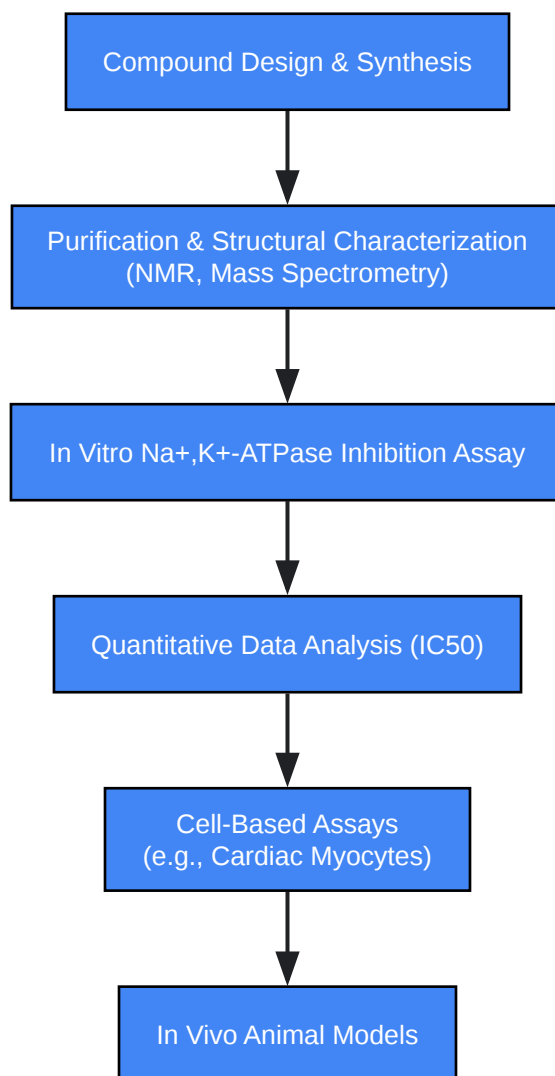 Compound Design & Synthesis
Purification & Structural Characterization
(NMR, Mass Spectrometry)
In Vitro Na+,K+-ATPase Inhibition Assay
Quantitative Data Analysis (IC50)
Cell-Based Assays
(e.g., Cardiac Myocytes)
In Vivo Animal Models